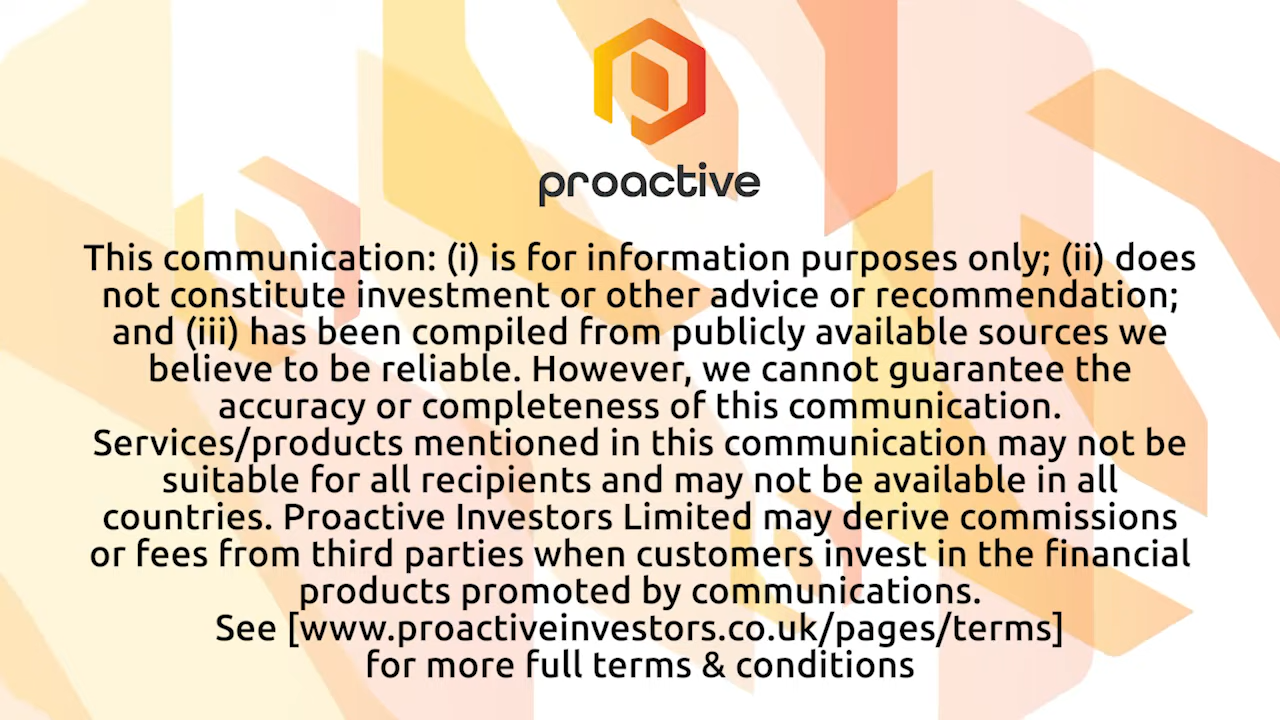 proactive
This communication: (i) is for information purposes only; (ii) does
not constitute investment or other advice or recommendation;
and (iii) has been compiled from publicly available sources we
believe to be reliable. However, we cannot guarantee the
accuracy or completeness of this communication.
Services/products mentioned in this communication may not be
suitable for all recipients and may not be available in all
countries. Proactive Investors Limited may derive commissions
or fees from third parties when customers invest in the financial
products promoted by communications.
See [www.proactiveinvestors.co.uk/pages/terms]
for more full terms & conditions